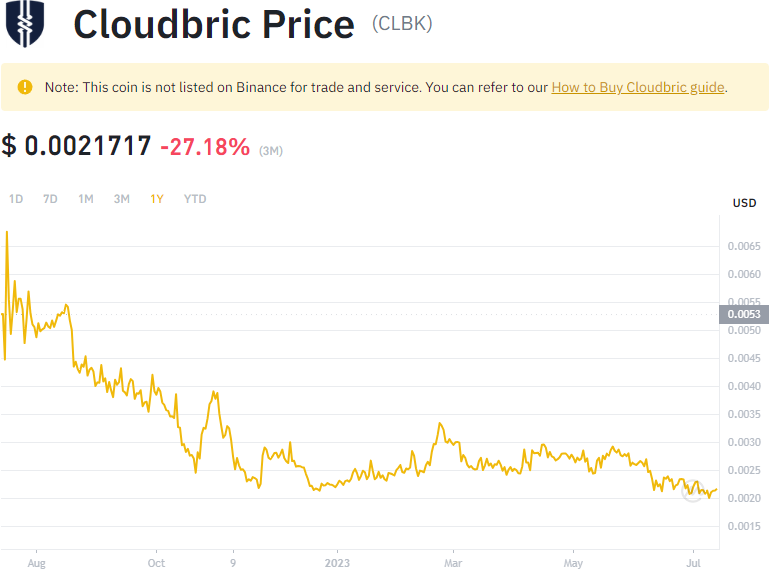 Cloudbric Price (CLBK)
Note: This coin is not listed on Binance for trade and service. You can refer to our How to Buy Cloudbric guide.
$ 0.0021717 -27.18% (3M)
1D 7D 1M 3M 1Y YTD
USD
0.0065
0.0060
0.0055
0.0053
0.0050
0.0045
0.0040
0.0035
0.0030
0.0025
0.0020
0.0015
Aug Oct 9 2023 Mar May Jul